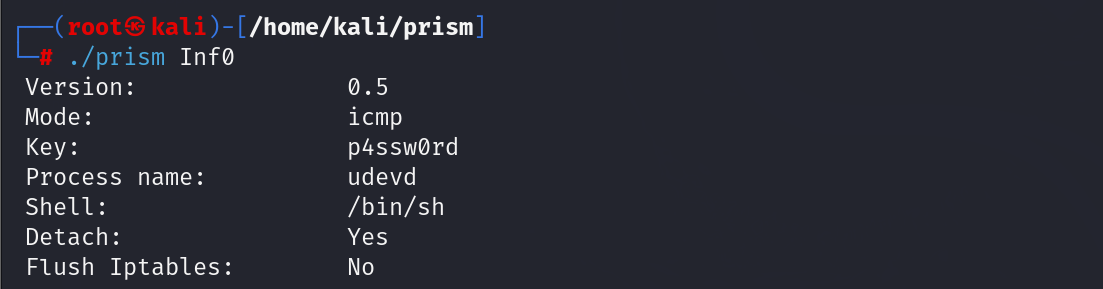 ┌──(root㉿kali)-[/home/kali/prism]
└─# ./prism Inf0
Version:               0.5
Mode:                  icmp
Key:                   p4ssw0rd
Process name:          udevd
Shell:                 /bin/sh
Detach:                Yes
Flush Iptables:        No